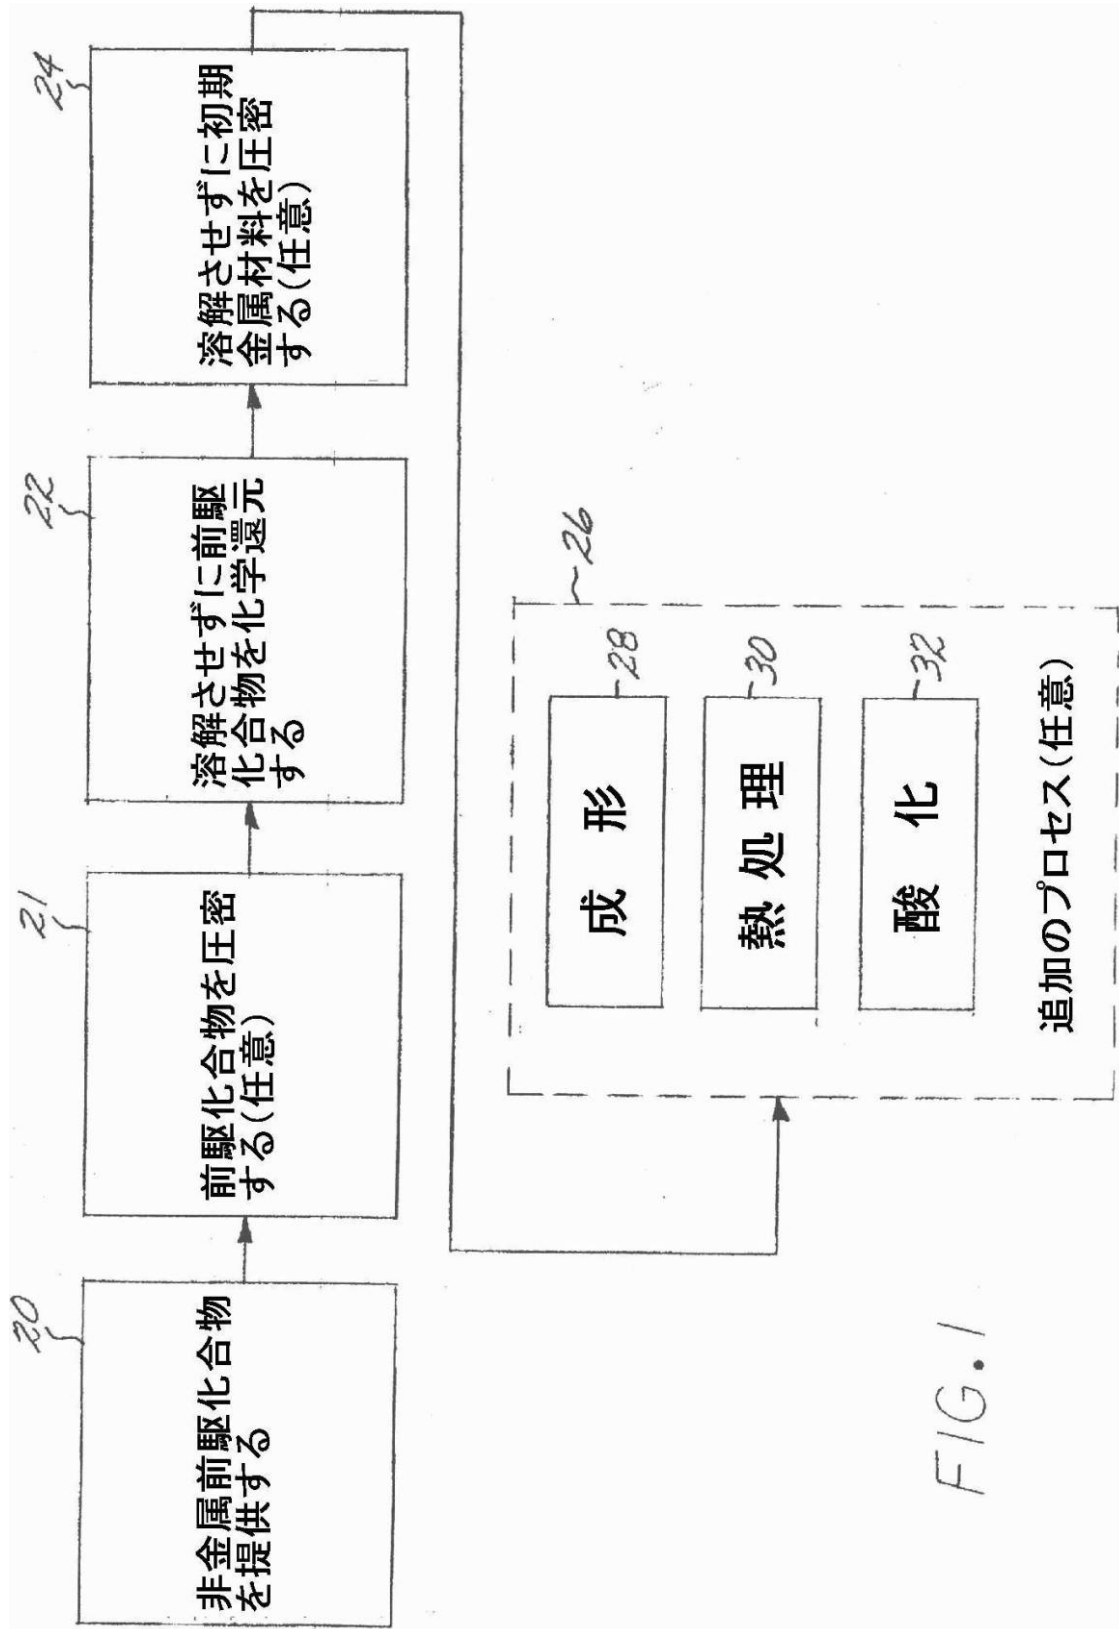 20
非金属前駆化合物
を提供する
21
前駆化合物を圧密
する(任意)
22
溶解させずに前駆
化合物を化学還元
する
24
溶解させずに初期
金属材料を圧密
する(任意)
26
成形
28
熱処理
30
酸化
32
追加のプロセス(任意)
FIG.1